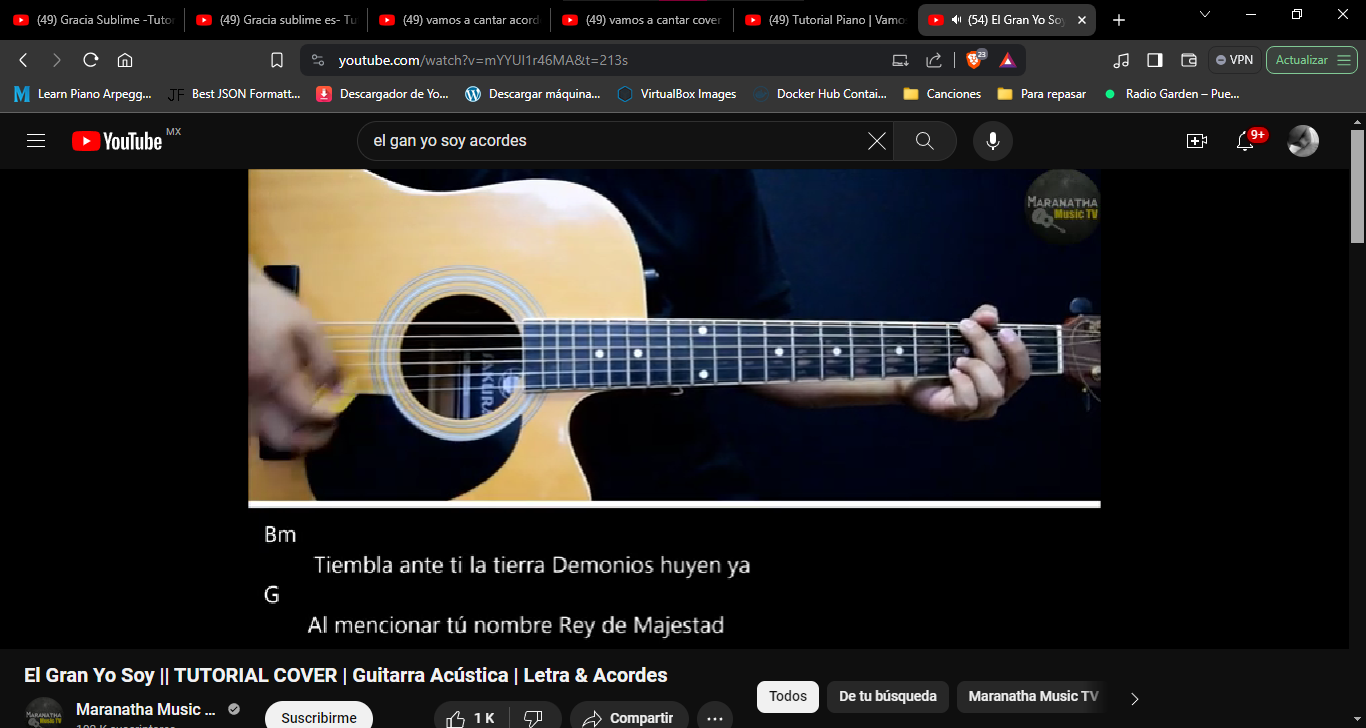 (49) Gracia Sublime -Tutor
(49) Gracia sublime es- Tu
(49) vamos a cantar acord
(49) vamos a cantar cover
(49) Tutorial Piano | Vamo
(54) El Gran Yo Soy
youtube.com/watch?v=mYYUI1r46MA&t=213s
23
VPN
Actualizar
M Learn Piano Arpegg...
JF Best JSON Formatt...
Descargador de Yo...
Descargar máquina...
VirtualBox Images
Docker Hub Contai...
Canciones
Para repasar
Radio Garden – Pue...
YouTube MX
el gan yo soy acordes
9+
MARANATHA
Music TV
TAKURA
Bm
Tiembla ante ti la tierra Demonios huyen ya
G
Al mencionar tú nombre Rey de Majestad
El Gran Yo Soy || TUTORIAL COVER | Guitarra Acústica | Letra & Acordes
Maranatha Music ...
Suscribirme
1 K
Compartir
Todos
De tu búsqueda
Maranatha Music TV